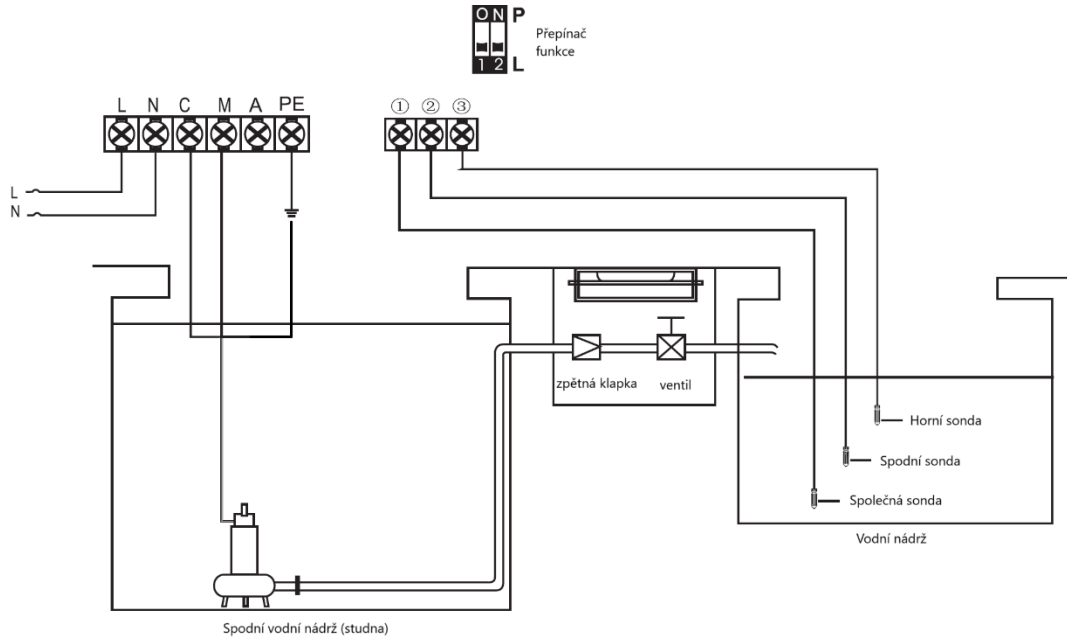 ON P
Přepínač
funkce
1 2 L
L N C M A PE
① ② ③
L
N
zpětná klapka
ventil
Horní sonda
Spodní sonda
Společná sonda
Vodní nádrž
Spodní vodní nádrž (studna)